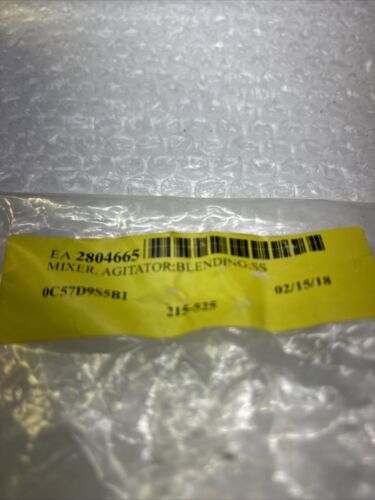 EA 2804665
MIXER, AGITATOR;BLENDING;SS
0C57D9S5B1
215-525
02/15/18